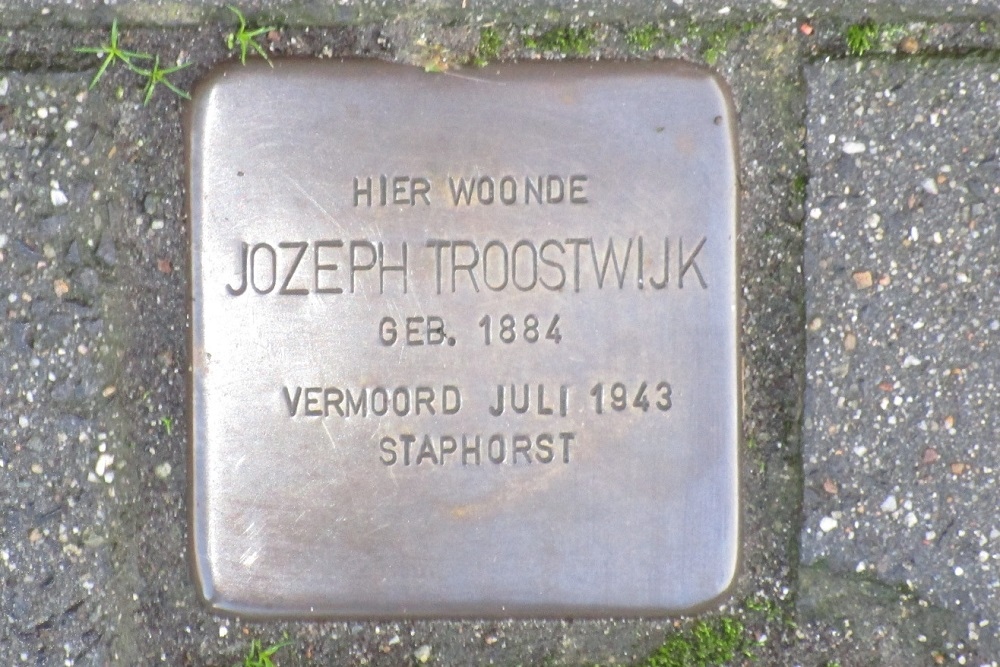 HIER WOONDE
JOZEPH TROOSTWIJK
GEB. 1884
VERMOORD JULI 1943
STAPHORST